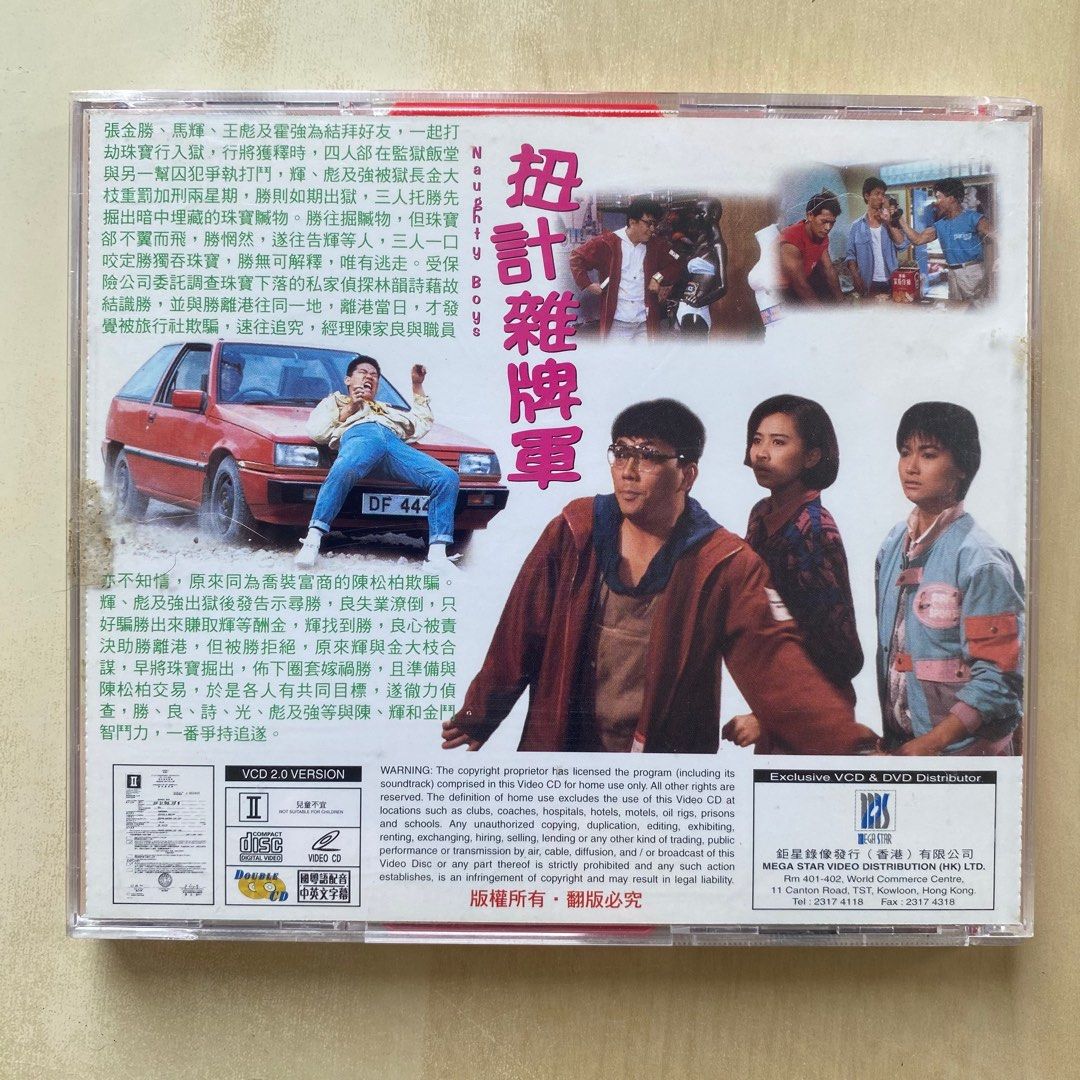 張金勝、馬輝、王彪及霍強為結拜好友，一起打
劫珠寶行入獄，行將獲釋時，四人卻在監獄飯堂
與另一幫囚犯爭執打鬥，輝、彪及強被獄長金大
枝重罰加刑兩星期，勝則如期出獄，三人托勝先
掘出暗中埋藏的珠寶贓物。勝往掘贓物，但珠寶
卻不翼而飛，勝惘然，遂往告輝等人，三人一口
咬定勝獨吞珠寶，勝無可解釋，唯有逃走。受保
險公司委託調查珠寶下落的私家偵探林韻詩藉故
結識勝，並與勝離港往同一地，離港當日，才發
覺被旅行社欺騙，速往追究，經理陳家良與職員
Naughty Boys
扭計雜牌軍
DF 444
亦不知情，原來同為喬裝富商的陳松柏欺騙。
輝、彪及強出獄後發告示尋勝，良失業潦倒，只
好騙勝出來賺取輝等酬金，輝找到勝，良心被責
決助勝離港，但被勝拒絕，原來輝與金大枝合
謀，早將珠寶掘出，佈下圈套嫁禍勝，且準備與
陳松柏交易，於是各人有共同目標，遂徹力偵
查，勝、良、詩、光、彪及強等與陳、輝和金鬥
智鬥力，一番爭持追逐。
II
VCD 2.0 VERSION
II
兒童不宜
NOT SUITABLE FOR CHILDREN
COMPACT
disc
DIGITAL VIDEO
VIDEO CD
DOUBLE CD
國粵語配音
中英文字幕
WARNING: The copyright proprietor has licensed the program (including its
soundtrack) comprised in this Video CD for home use only. All other rights are
reserved. The definition of home use excludes the use of this Video CD at
locations such as clubs, coaches, hospitals, hotels, motels, oil rigs, prisons
and schools. Any unauthorized copying, duplication, editing, exhibiting,
renting, exchanging, hiring, selling, lending or any other kind of trading, public
performance or transmission by air, cable, diffusion, and / or broadcast of this
Video Disc or any part thereof is strictly prohibited and any such action
establishes, is an infringement of copyright and may result in legal liability.
版權所有・翻版必究
Exclusive VCD & DVD Distributor
MEGA STAR
鉅星錄像發行（香港）有限公司
MEGA STAR VIDEO DISTRIBUTION (HK) LTD.
Rm 401-402, World Commerce Centre,
11 Canton Road, TST, Kowloon, Hong Kong.
Tel : 2317 4118 Fax : 2317 4318